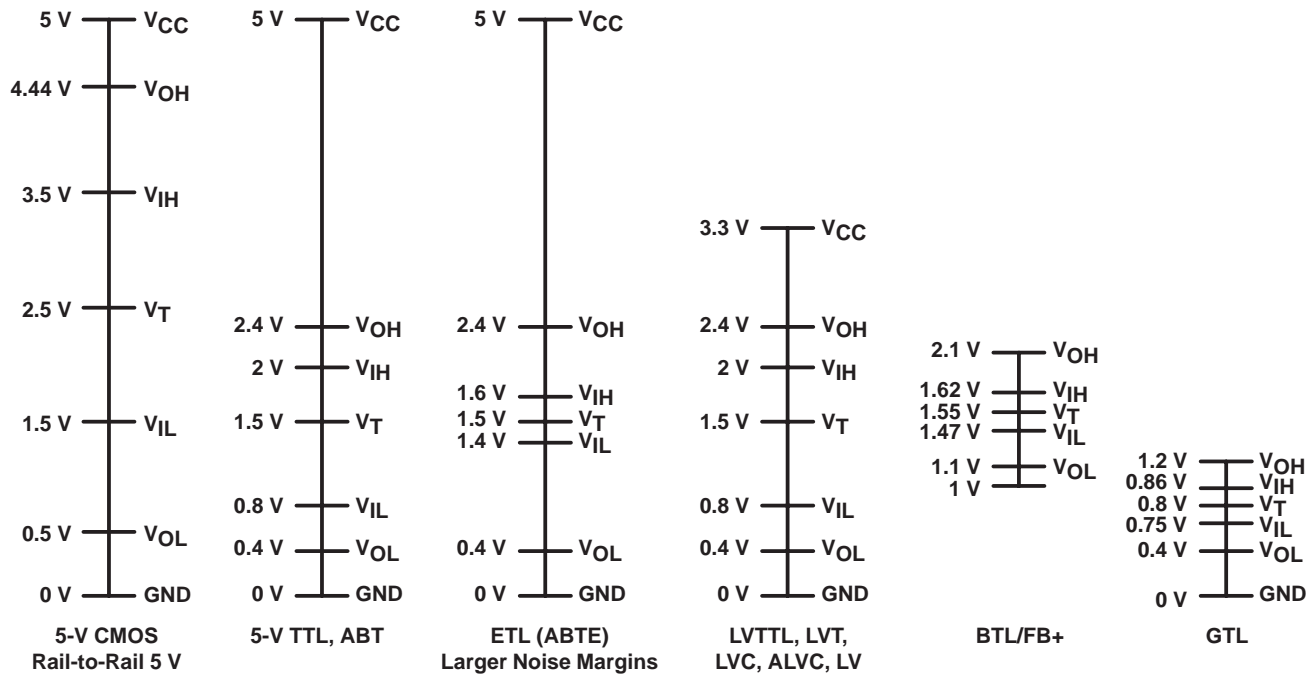 5 V VCC
4.44 V VOH
3.5 V VIH
2.5 V VT
1.5 V VIL
0.5 V VOL
0 V GND
5-V CMOS
Rail-to-Rail 5 V
5 V VCC
2.4 V VOH
2 V VIH
1.5 V VT
0.8 V VIL
0.4 V VOL
0 V GND
5-V TTL, ABT
5 V VCC
2.4 V VOH
1.6 V VIH
1.5 V VT
1.4 V VIL
0.4 V VOL
0 V GND
ETL (ABTE)
Larger Noise Margins
3.3 V VCC
2.4 V VOH
2 V VIH
1.5 V VT
0.8 V VIL
0.4 V VOL
0 V GND
LVTTL, LVT,
LVC, ALVC, LV
2.1 V VOH
1.62 V VIH
1.55 V VT
1.47 V VIL
1.1 V VOL
1 V
BTL/FB+
1.2 V VOH
0.86 V VIH
0.8 V VT
0.75 V VIL
0.4 V VOL
0 V GND
GTL